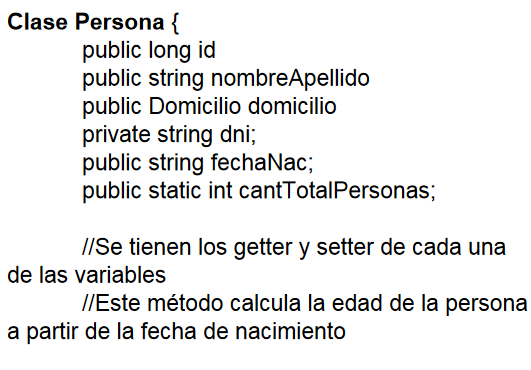 Clase Persona {
public long id
public string nombreApellido
public Domicilio domicilio
private string dni;
public string fechaNac;
public static int cantTotalPersonas;
//Se tienen los getter y setter de cada una
de las variables
//Este método calcula la edad de la persona
a partir de la fecha de nacimiento